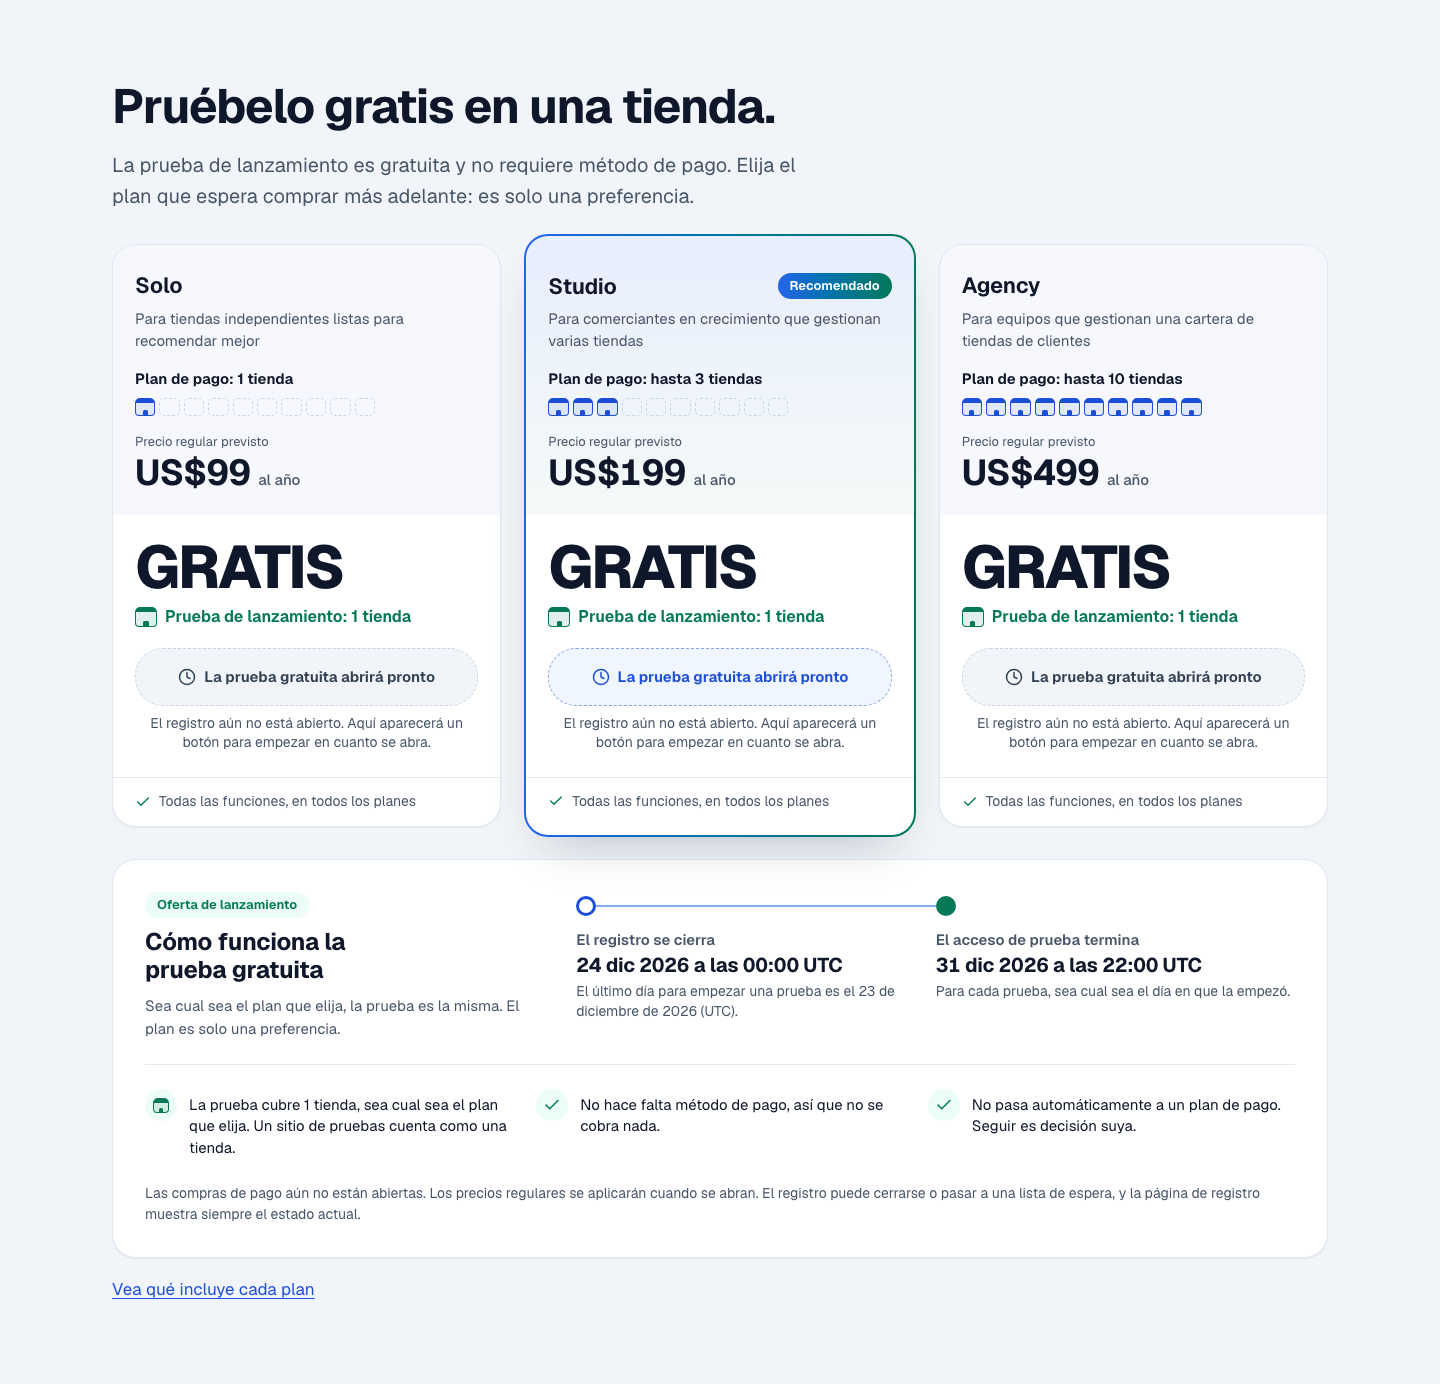 Pruébelo gratis en una tienda.
La prueba de lanzamiento es gratuita y no requiere método de pago. Elija el
plan que espera comprar más adelante: es solo una preferencia.
Solo
Para tiendas independientes listas para
recomendar mejor
Plan de pago: 1 tienda
Precio regular previsto
US$99 al año
GRATIS
Prueba de lanzamiento: 1 tienda
La prueba gratuita abrirá pronto
El registro aún no está abierto. Aquí aparecerá un
botón para empezar en cuanto se abra.
Todas las funciones, en todos los planes
Studio
Recomendado
Para comerciantes en crecimiento que gestionan
varias tiendas
Plan de pago: hasta 3 tiendas
Precio regular previsto
US$199 al año
GRATIS
Prueba de lanzamiento: 1 tienda
La prueba gratuita abrirá pronto
El registro aún no está abierto. Aquí aparecerá un
botón para empezar en cuanto se abra.
Todas las funciones, en todos los planes
Agency
Para equipos que gestionan una cartera de
tiendas de clientes
Plan de pago: hasta 10 tiendas
Precio regular previsto
US$499 al año
GRATIS
Prueba de lanzamiento: 1 tienda
La prueba gratuita abrirá pronto
El registro aún no está abierto. Aquí aparecerá un
botón para empezar en cuanto se abra.
Todas las funciones, en todos los planes
Oferta de lanzamiento
Cómo funciona la
prueba gratuita
Sea cual sea el plan que elija, la prueba es la misma. El
plan es solo una preferencia.
El registro se cierra
24 dic 2026 a las 00:00 UTC
El último día para empezar una prueba es el 23 de
diciembre de 2026 (UTC).
El acceso de prueba termina
31 dic 2026 a las 22:00 UTC
Para cada prueba, sea cual sea el día en que la empezó.
La prueba cubre 1 tienda, sea cual sea el plan
que elija. Un sitio de pruebas cuenta como una
tienda.
No hace falta método de pago, así que no se
cobra nada.
No pasa automáticamente a un plan de pago.
Seguir es decisión suya.
Las compras de pago aún no están abiertas. Los precios regulares se aplicarán cuando se abran. El registro puede cerrarse o pasar a una lista de espera, y la página de registro
muestra siempre el estado actual.
Vea qué incluye cada plan